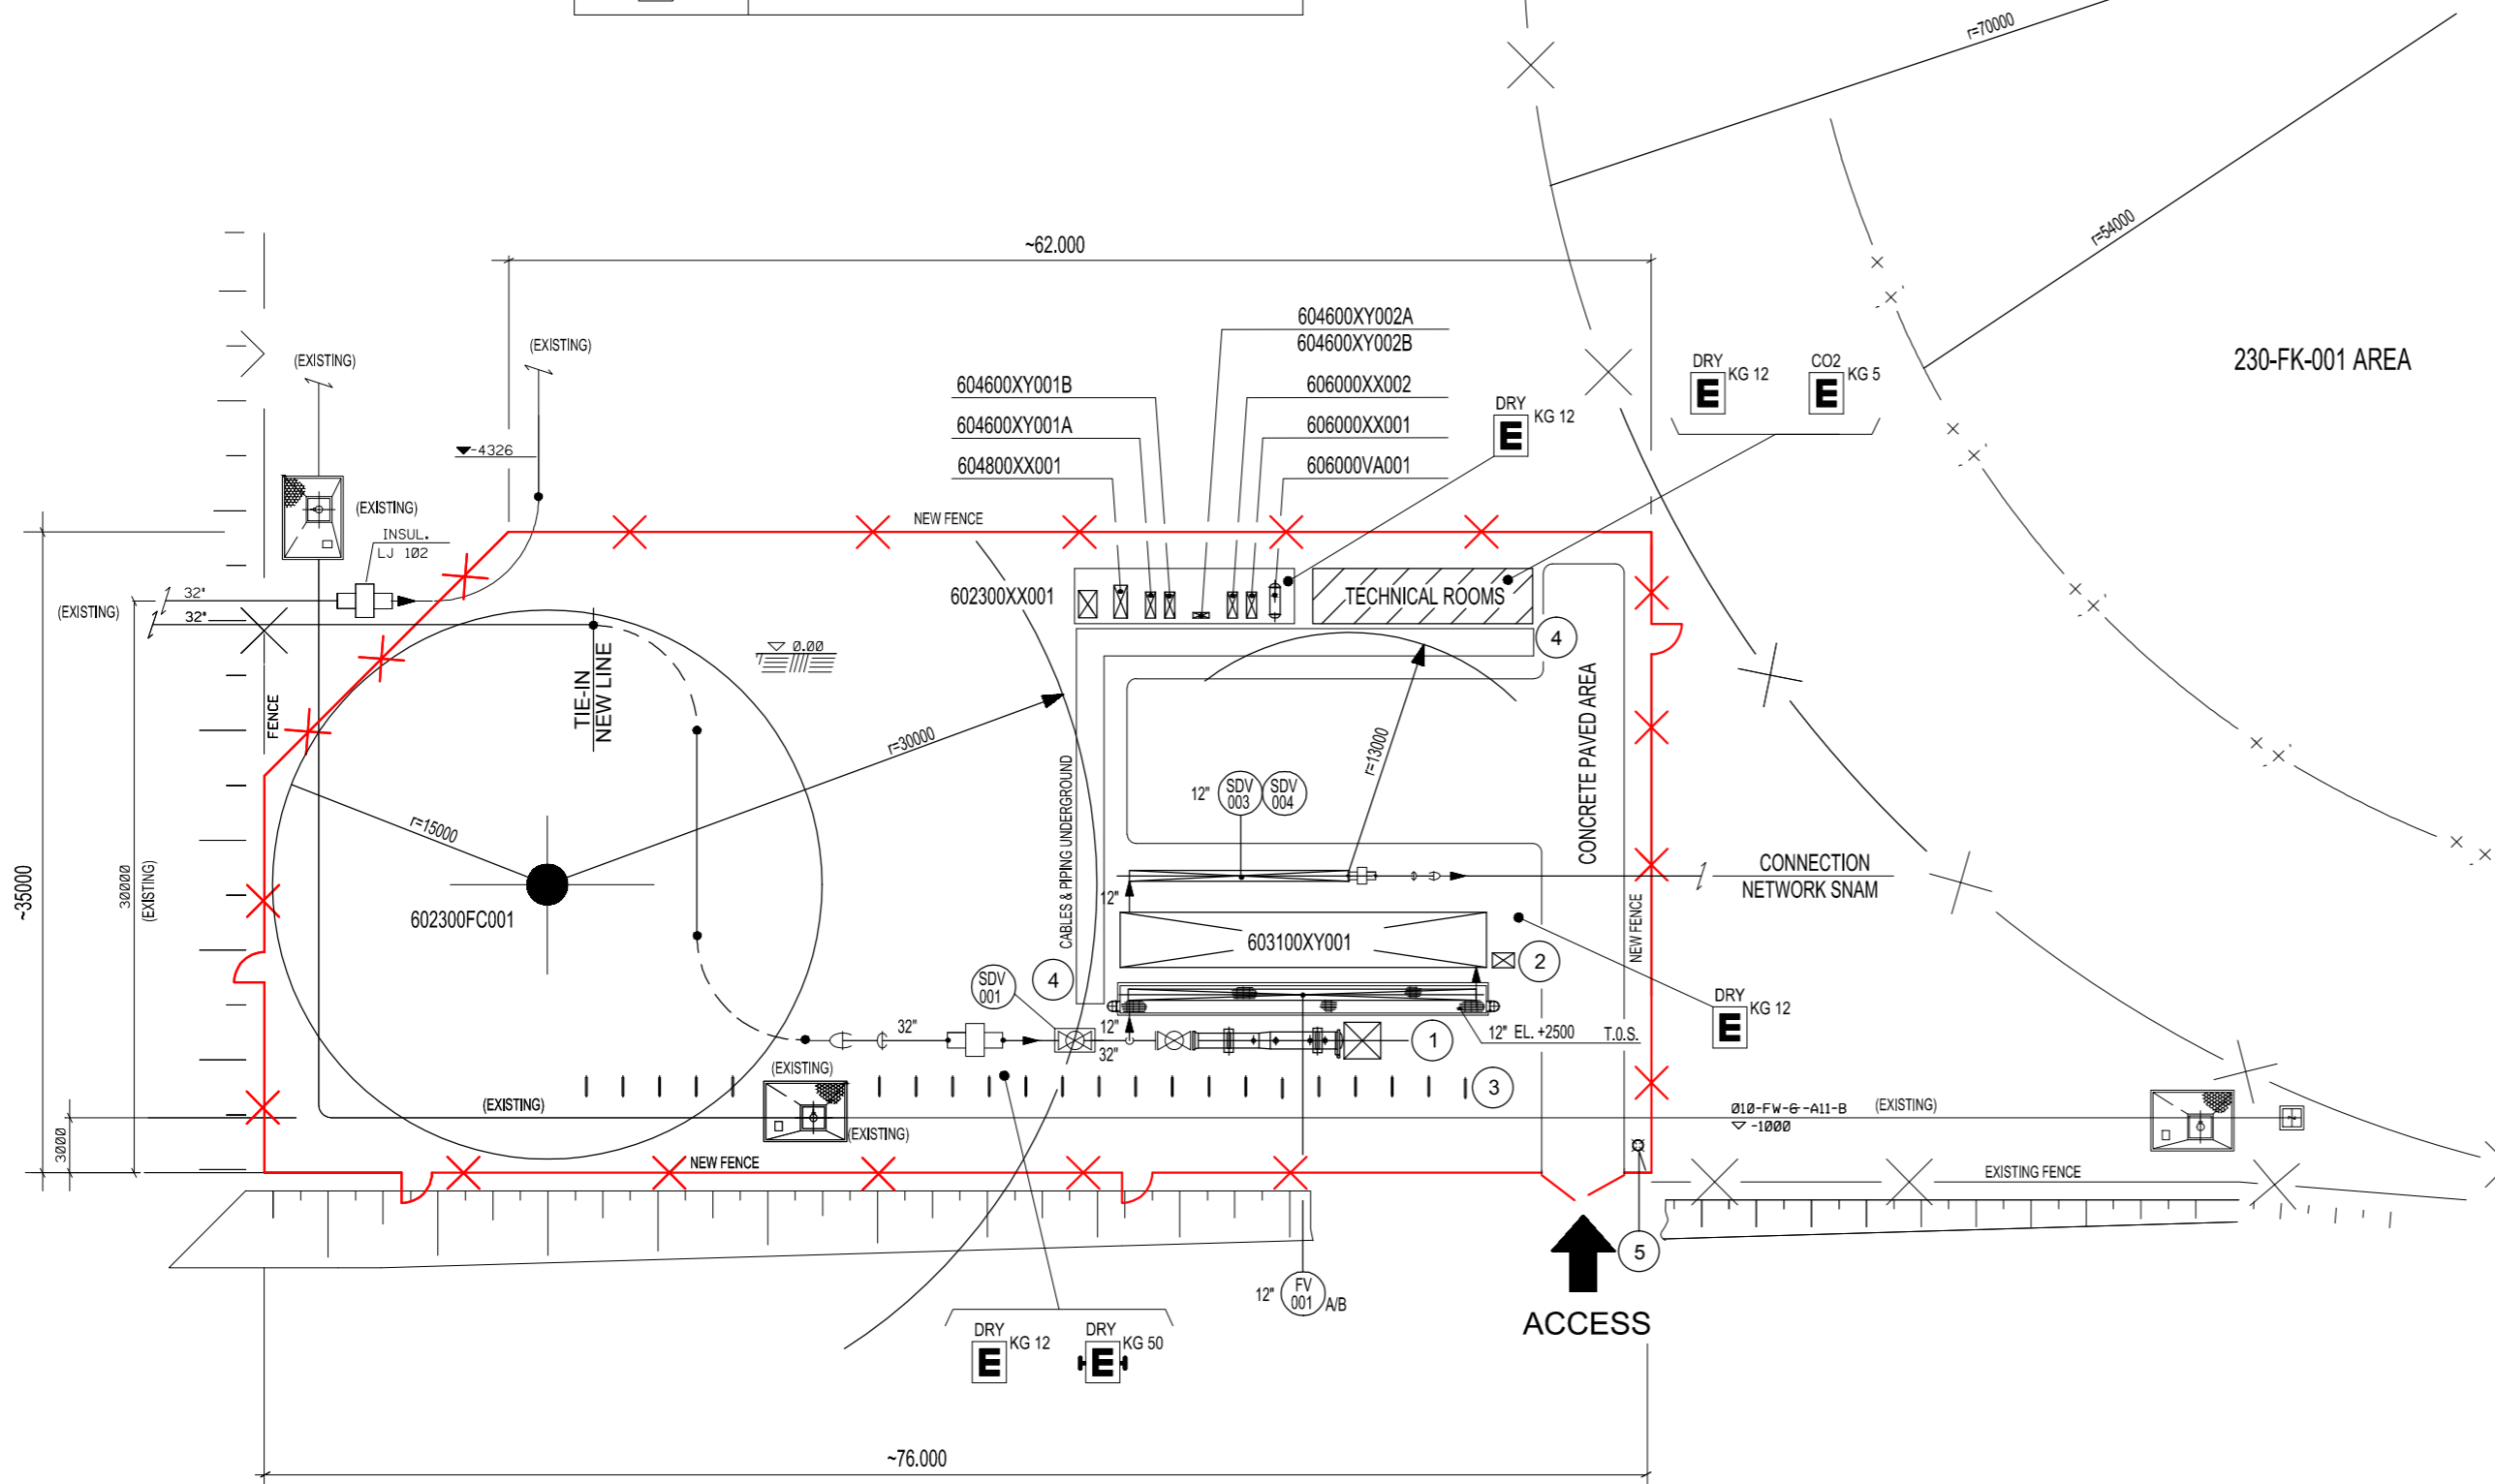 r=70000
r=54000
~62.000
604600XY002A
604600XY002B
230-FK-001 AREA
(EXISTING)
(EXISTING)
DRY
KG 12
CO2
KG 5
E
E
604600XY001B
606000XX002
DRY
KG 12
E
604600XY001A
606000XX001
-4326
604800XX001
606000VA001
(EXISTING)
NEW FENCE
INSUL.
LJ 102
32"
602300XX001
TECHNICAL ROOMS
(EXISTING)
32"
4
0.00
TIE-IN
NEW LINE
FENCE
CONCRETE PAVED AREA
r=30000
r=13000
CABLES & PIPING UNDERGROUND
12"
SDV
003
SDV
004
r=15000
~35000
30000
(EXISTING)
CONNECTION
NETWORK SNAM
12"
602300FC001
603100XY001
NEW FENCE
2
4
SDV
001
DRY
KG 12
E
32"
12"
32"
1
12" EL. +2500
T.O.S.
(EXISTING)
3
(EXISTING)
Ø10-FW-6-A11-B
(EXISTING)
-1000
(EXISTING)
3000
NEW FENCE
EXISTING FENCE
5
12"
FV
001
A/B
ACCESS
DRY
KG 12
E
DRY
KG 50
E
~76.000